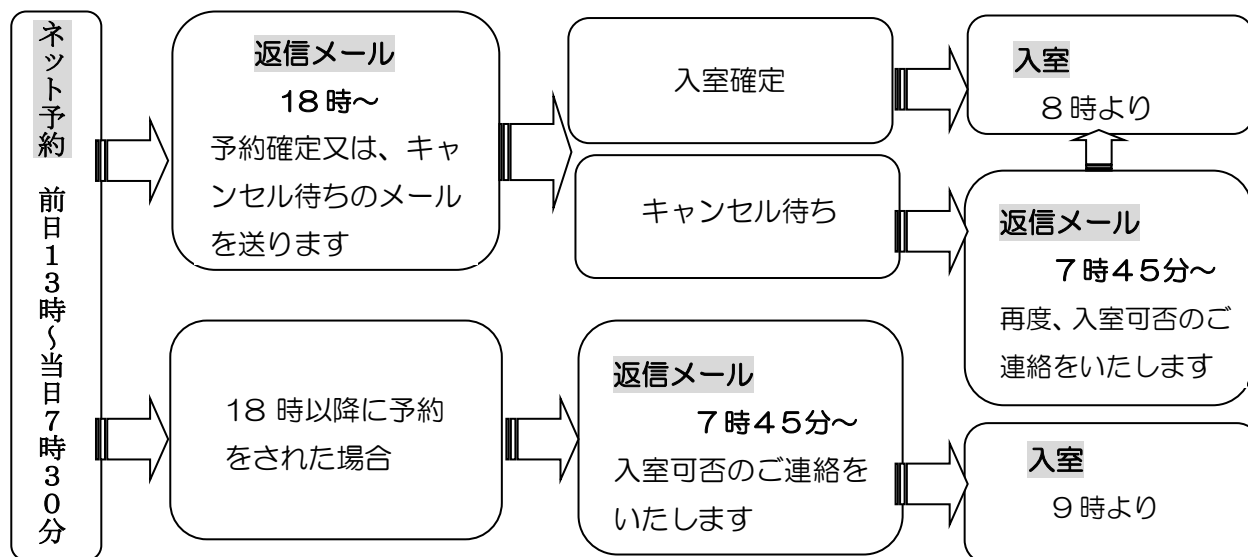 ネット予約 前日13時~当日7時30分
返信メール
18時~
予約確定又は、キャ
ンセル待ちのメール
を送ります
入室確定
入室
8時より
キャンセル待ち
返信メール
7時45分~
再度、入室可否のご
連絡をいたします
18 時以降に予約
をされた場合
返信メール
7時45分~
入室可否のご連絡を
いたします
入室
9時より